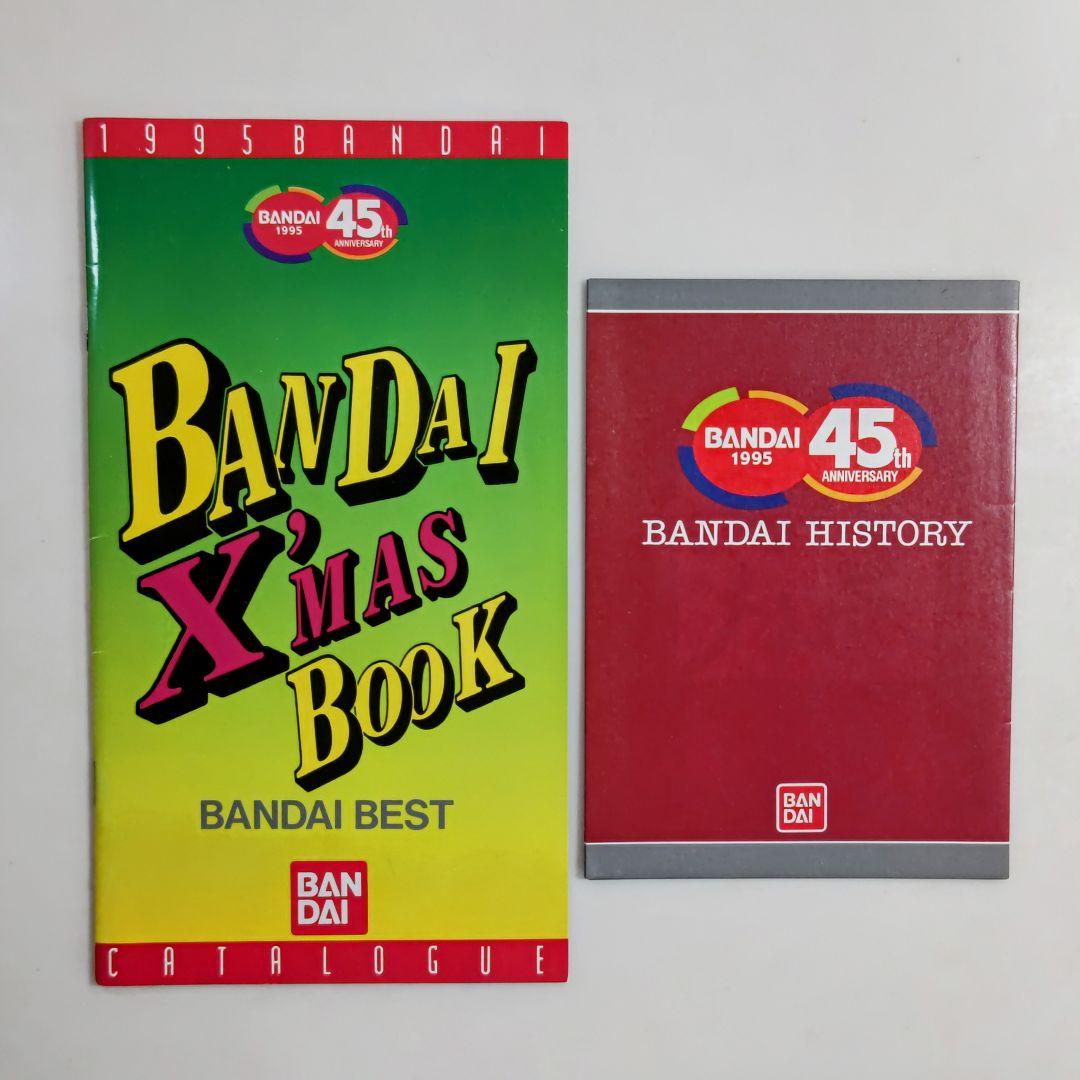 1995BANDAI
BANDAI
1995
45th
ANNIVERSARY
BANDAI
X'MAS
BOOK
BANDAI BEST
BAN
DAI
CATALOGUE
BANDAI
1995
45th
ANNIVERSARY
BANDAI HISTORY
BAN
DAI